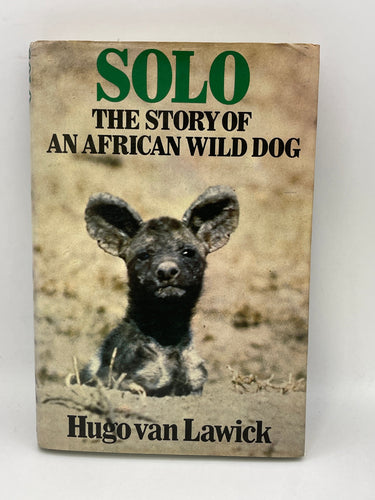 SOLO
THE STORY OF
AN AFRICAN WILD DOG
Hugo van Lawick